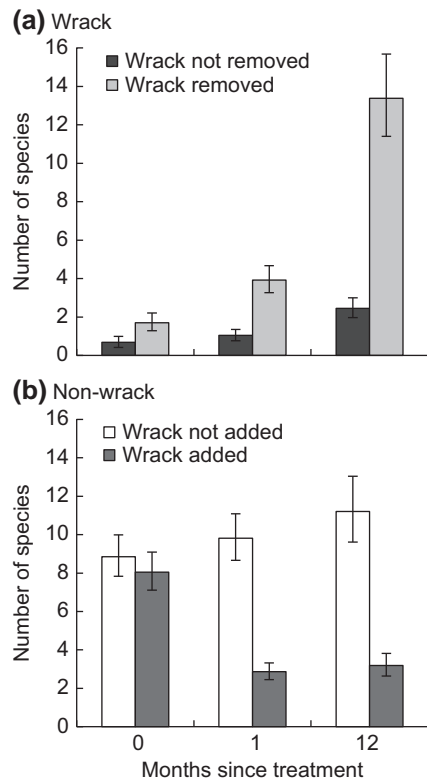 (a) Wrack
Wrack not removed
Wrack removed
Number of species
16
14
12
10
8
6
4
2
0
(b) Non-wrack
Wrack not added
Wrack added
Number of species
16
14
12
10
8
6
4
2
0
0 1 12
Months since treatment